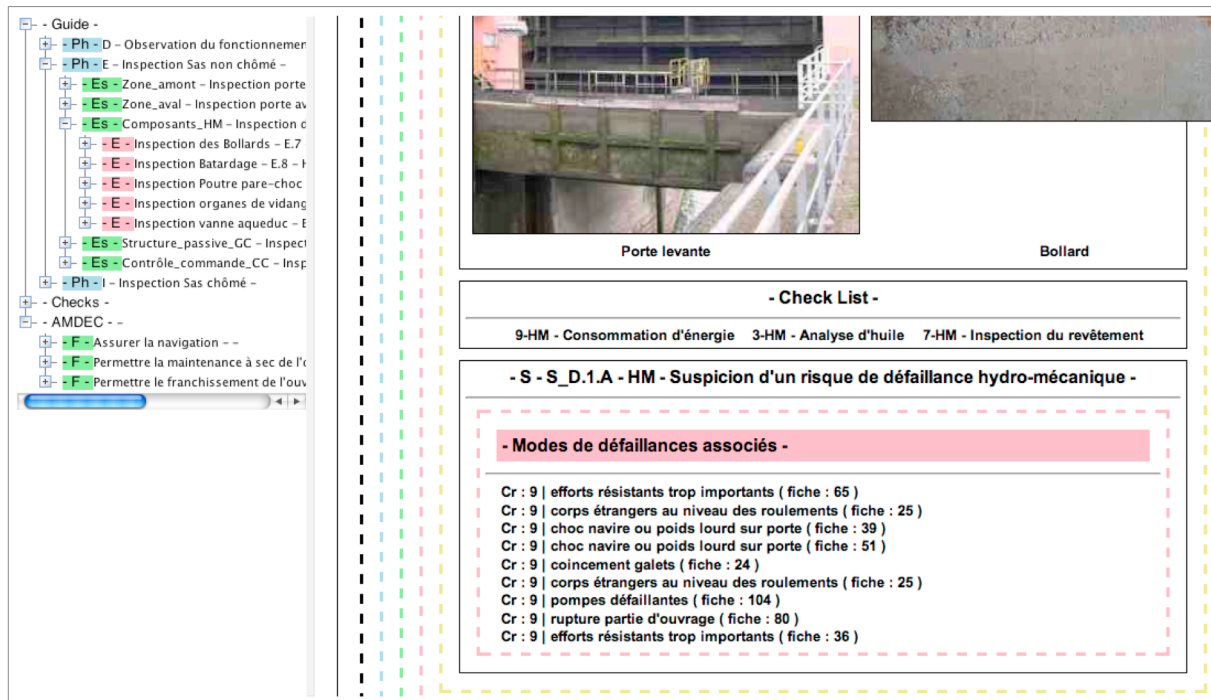 - Guide -
- Ph - D – Observation du fonctionnemen
- Ph - E – Inspection Sas non chômé –
- Es - Zone_amont – Inspection porte
- Es - Zone_aval – Inspection porte av
- Es - Composants_HM – Inspection d
- E - Inspection des Bollards – E.7
- E - Inspection Batardage – E.8 – H
- E - Inspection Poutre pare-choc
- E - Inspection organes de vidang
- E - Inspection vanne aqueduc – E
- Es - Structure_passive_GC – Inspect
- Es - Contrôle_commande_CC – Insp
- Ph - I – Inspection Sas chômé –
- Checks -
- AMDEC - -
- F - Assurer la navigation – –
- F - Permettre la maintenance à sec de l'o
- F - Permettre le franchissement de l'ouv
Porte levante
Bollard
- Check List -
9-HM - Consommation d'énergie 3-HM - Analyse d'huile 7-HM - Inspection du revêtement
- S - S_D.1.A - HM - Suspicion d'un risque de défaillance hydro-mécanique -
- Modes de défaillances associés -
Cr : 9 | efforts résistants trop importants ( fiche : 65 )
Cr : 9 | corps étrangers au niveau des roulements ( fiche : 25 )
Cr : 9 | choc navire ou poids lourd sur porte ( fiche : 39 )
Cr : 9 | choc navire ou poids lourd sur porte ( fiche : 51 )
Cr : 9 | coincement galets ( fiche : 24 )
Cr : 9 | corps étrangers au niveau des roulements ( fiche : 25 )
Cr : 9 | pompes défaillantes ( fiche : 104 )
Cr : 9 | rupture partie d'ouvrage ( fiche : 80 )
Cr : 9 | efforts résistants trop importants ( fiche : 36 )